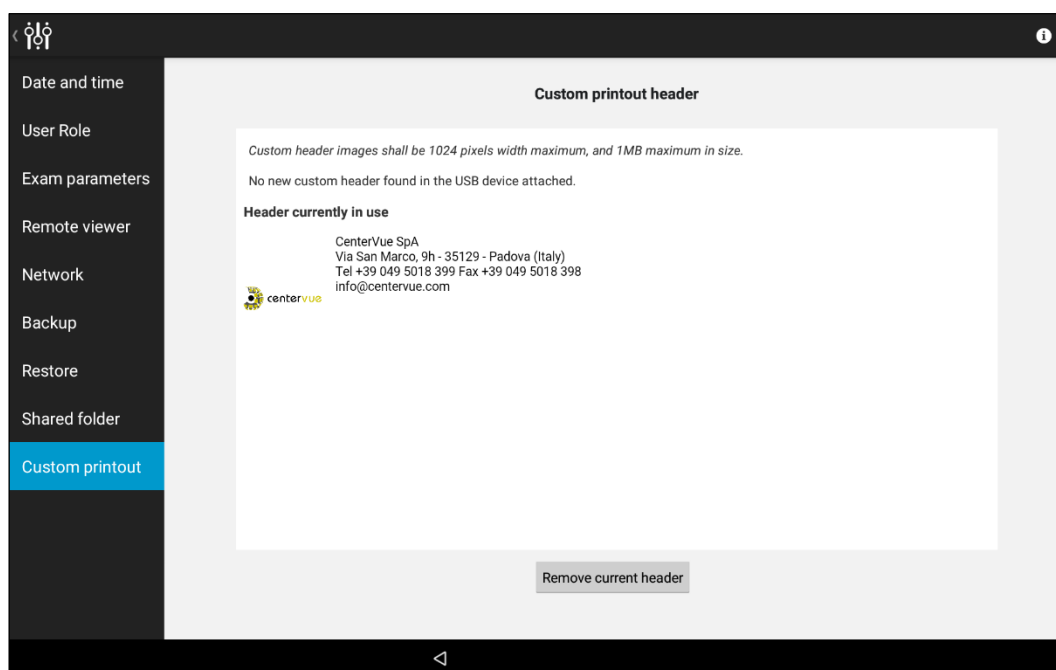 Date and time
User Role
Exam parameters
Remote viewer
Network
Backup
Restore
Shared folder
Custom printout
Custom printout header
Custom header images shall be 1024 pixels width maximum, and 1MB maximum in size.
No new custom header found in the USB device attached.
Header currently in use
centervue
CenterVue SpA
Via San Marco, 9h - 35129 - Padova (Italy)
Tel +39 049 5018 399 Fax +39 049 5018 398
info@centervue.com
Remove current header